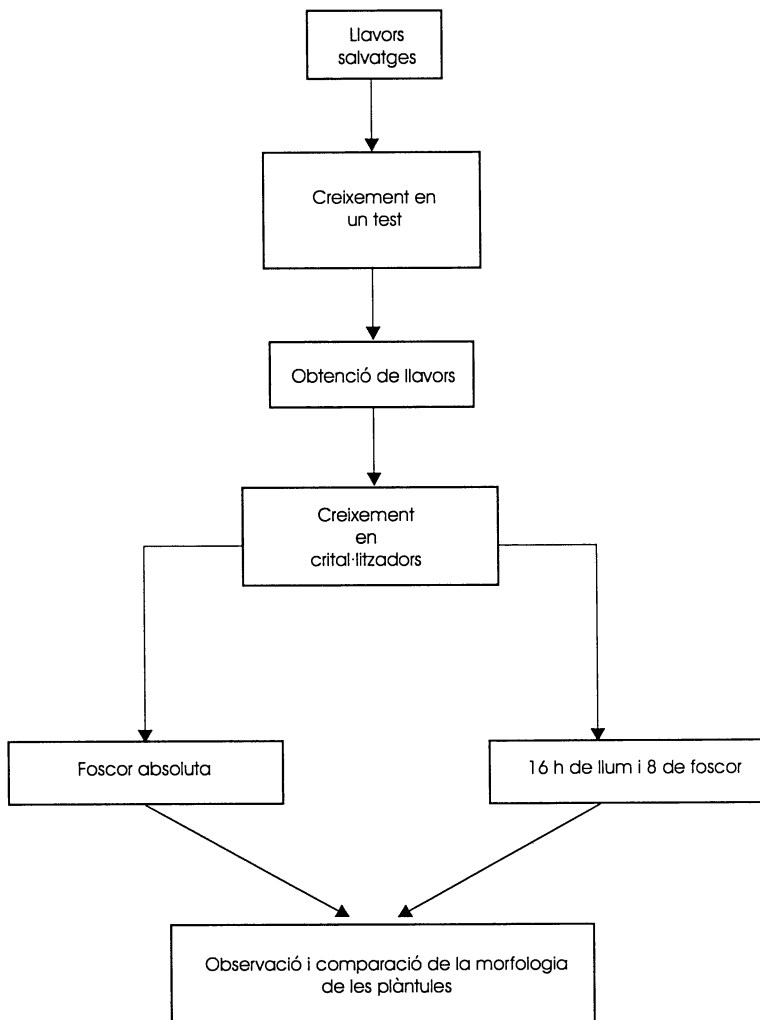 Llavors
salvatges
Creixement en
un test
Obtenció de llavors
Creixement
en
crital·litzadors
Foscor absoluta
16 h de llum i 8 de foscor
Observació i comparació de la morfologia
de les plàntules